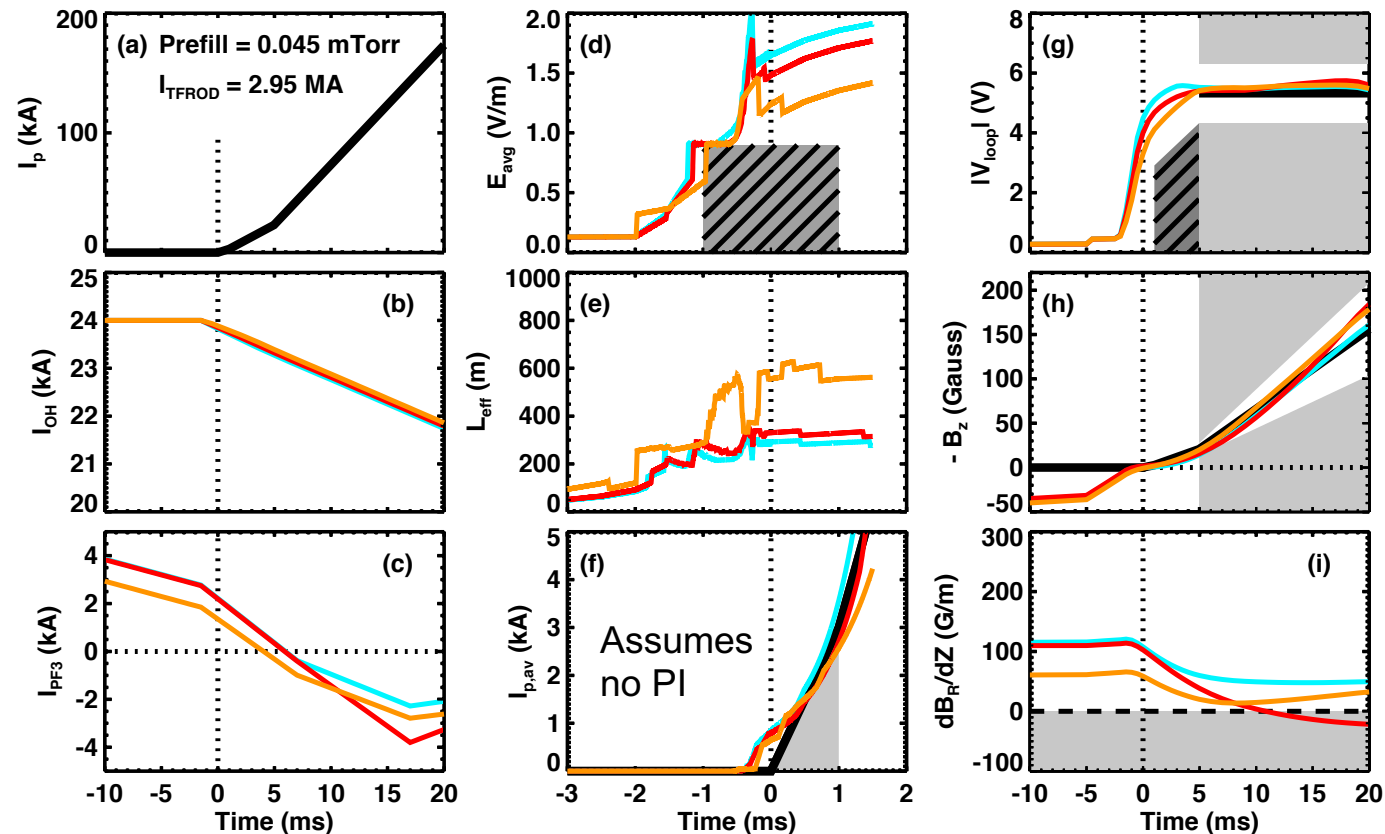 (a) Prefill = 0.045 mTorr
I_TFROD = 2.95 MA
200
100
0
I_p (kA)
(b)
25
24
23
22
21
20
I_OH (kA)
(c)
4
2
0
-2
-4
I_PF3 (kA)
-10 -5 0 5 10 15 20
Time (ms)
(d)
2.0
1.5
1.0
0.5
0.0
E_avg (V/m)
(e)
1000
800
600
400
200
0
L_eff (m)
(f)
5
4
3
2
1
0
I_p,av (kA)
Assumes
no PI
-3 -2 -1 0 1 2
Time (ms)
(g)
8
6
4
2
0
|V_loop| (V)
(h)
200
150
100
50
0
-50
- B_z (Gauss)
(i)
300
200
100
0
-100
dB_R/dZ (G/m)
-10 -5 0 5 10 15 20
Time (ms)